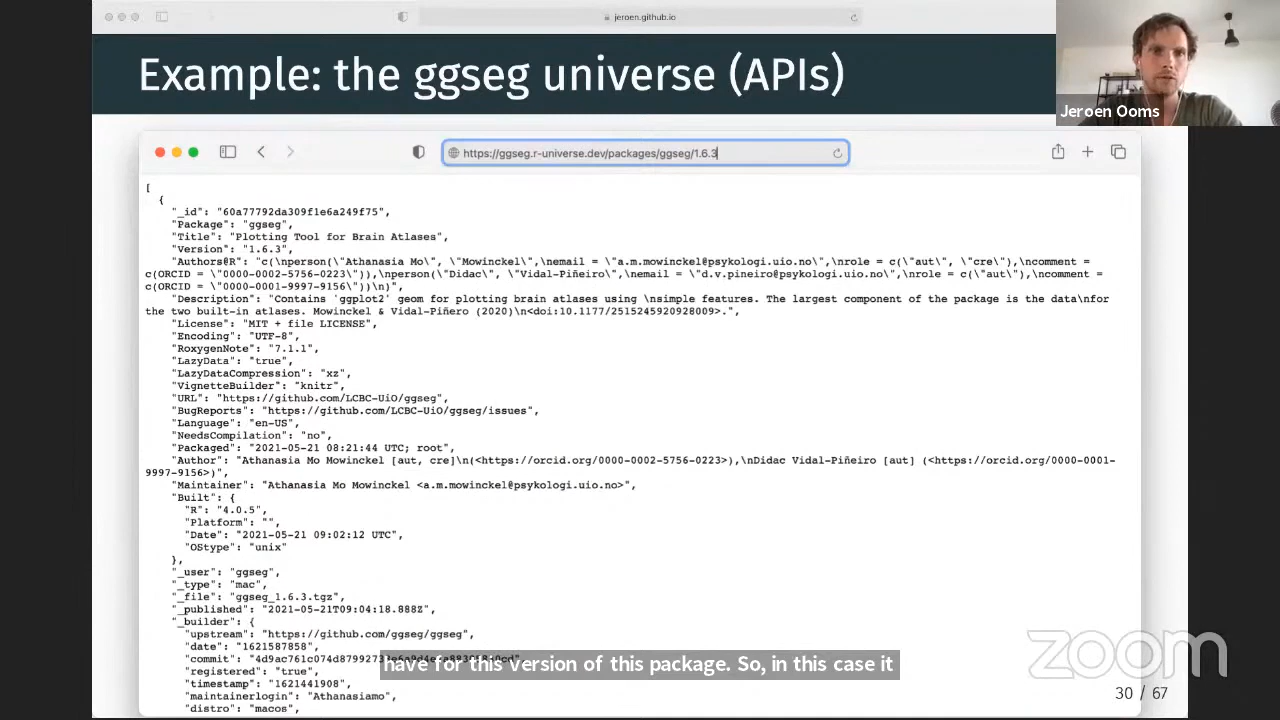 jeroen.github.io
Example: the ggseg universe (APIs)
Jeroen Ooms
https://ggseg.r-universe.dev/packages/ggseg/1.6.3
[
{
"_id": "60a77792da309f1e6a249f75",
"Package": "ggseg",
"Title": "Plotting Tool for Brain Atlases",
"Version": "1.6.3",
"Authors@R": "c(\nperson(\"Athanasia Mo\", \"Mowinckel\",\nemail = \"a.m.mowinckel@psykologi.uio.no\",\nrole = c(\"aut\", \"cre\"),\ncomment =
c(ORCID = \"0000-0002-5756-0223\")),\nperson(\"Didac\", \"Vidal-Piñeiro\",\nemail = \"d.v.pineiro@psykologi.uio.no\",\nrole = c(\"aut\"),\ncomment =
c(ORCID = \"0000-0001-9997-9156\"))\n)",
"Description": "Contains 'ggplot2' geom for plotting brain atlases using \nsimple features. The largest component of the package is the data\nfor
the two built-in atlases. Mowinckel & Vidal-Piñero (2020)\n<doi:10.1177/2515245920928009>.",
"License": "MIT + file LICENSE",
"Encoding": "UTF-8",
"RoxygenNote": "7.1.1",
"LazyData": "true",
"LazyDataCompression": "xz",
"VignetteBuilder": "knitr",
"URL": "https://github.com/LCBC-UiO/ggseg",
"BugReports": "https://github.com/LCBC-UiO/ggseg/issues",
"Language": "en-US",
"NeedsCompilation": "no",
"Packaged": "2021-05-21 08:21:44 UTC; root",
"Author": "Athanasia Mo Mowinckel [aut, cre]\n(<https://orcid.org/0000-0002-5756-0223>),\nDidac Vidal-Piñeiro [aut] (<https://orcid.org/0000-0001-
9997-9156>)",
"Maintainer": "Athanasia Mo Mowinckel <a.m.mowinckel@psykologi.uio.no>",
"Built": {
"R": "4.0.5",
"Platform": "",
"Date": "2021-05-21 09:02:12 UTC",
"OStype": "unix"
},
"_user": "ggseg",
"_type": "mac",
"_file": "ggseg_1.6.3.tgz",
"_published": "2021-05-21T09:04:18.888Z",
"_builder": {
"upstream": "https://github.com/ggseg/ggseg",
"date": "1621587858",
"commit":
"registered": "true",
"timestamp": "1621441908",
"maintainerlogin": "Athanasiamo",
"distro": "macos",
have for this version of this package. So, in this case it
zoom
30 / 67